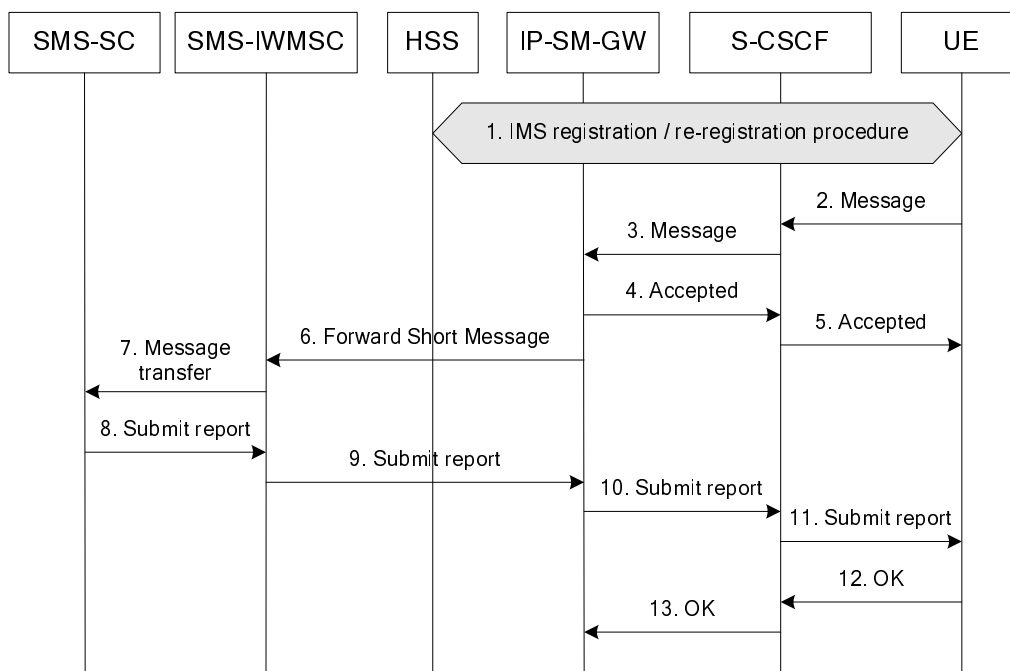 SMS-SC
SMS-IWMSC
HSS
IP-SM-GW
S-CSCF
UE
1. IMS registration / re-registration procedure
2. Message
3. Message
4. Accepted
5. Accepted
6. Forward Short Message
7. Message
transfer
8. Submit report
9. Submit report
10. Submit report
11. Submit report
12. OK
13. OK